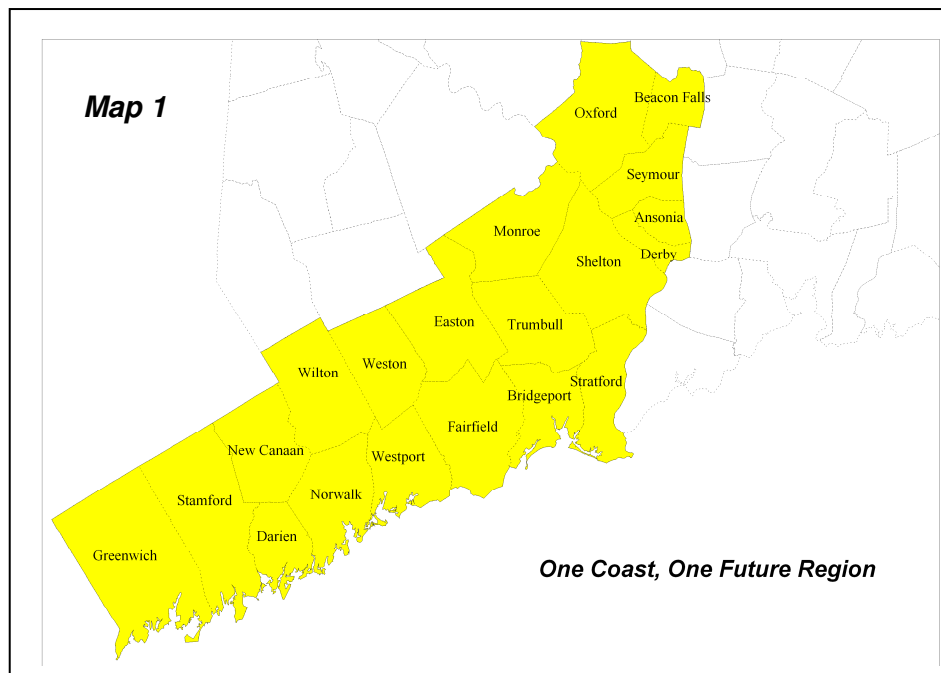 Map 1
Beacon Falls
Oxford
Seymour
Ansonia
Monroe
Derby
Shelton
Easton
Trumbull
Weston
Wilton
Stratford
Bridgeport
Fairfield
New Canaan
Westport
Norwalk
Stamford
Darien
Greenwich
One Coast, One Future Region